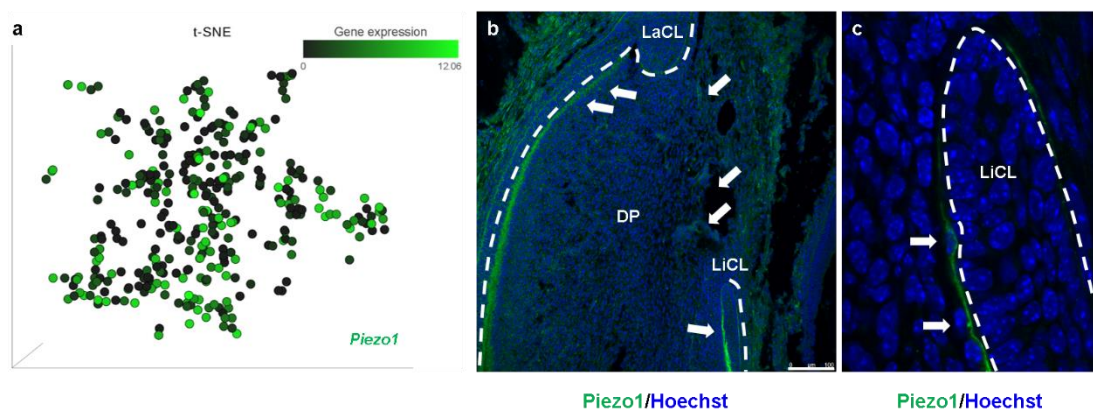 a
t-SNE
Gene expression
0
12.06
Piezo1
b
LaCL
DP
LiCL
Piezo1/Hoechst
c
LiCL
Piezo1/Hoechst